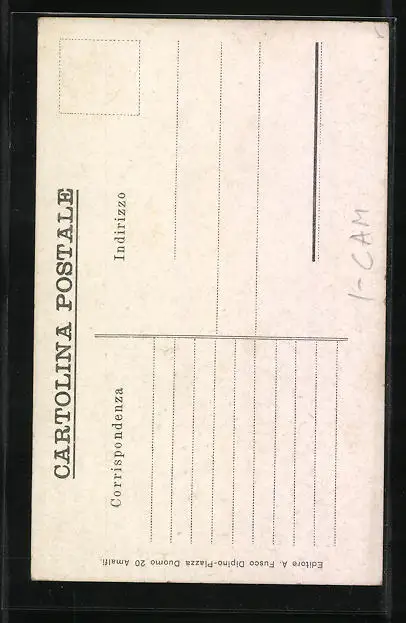 CARTOLINA POSTALE
Corrispondenza
Indirizzo
Editore A. Fusco Dipino-Piazza Duomo 20 Amalfi.
I-CAM